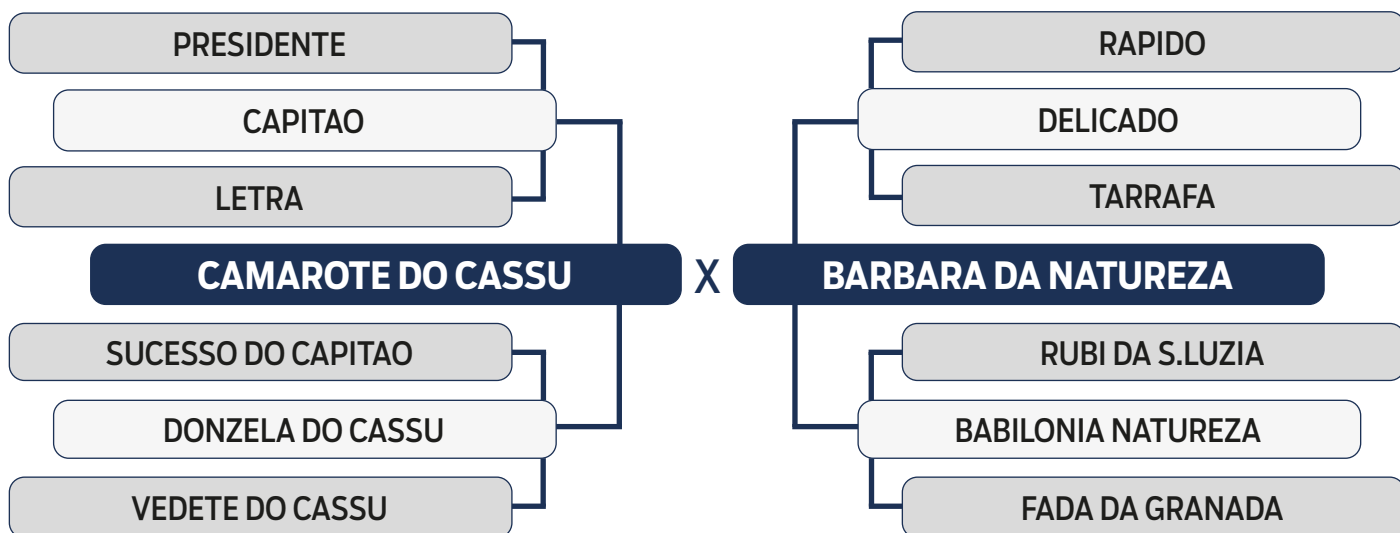 PRESIDENTE
CAPITAO
LETRA
CAMAROTE DO CASSU
SUCESSO DO CAPITAO
DONZELA DO CASSU
VEDETE DO CASSU
X
RAPIDO
DELICADO
TARRAFA
BARBARA DA NATUREZA
RUBI DA S.LUZIA
BABILONIA NATUREZA
FADA DA GRANADA